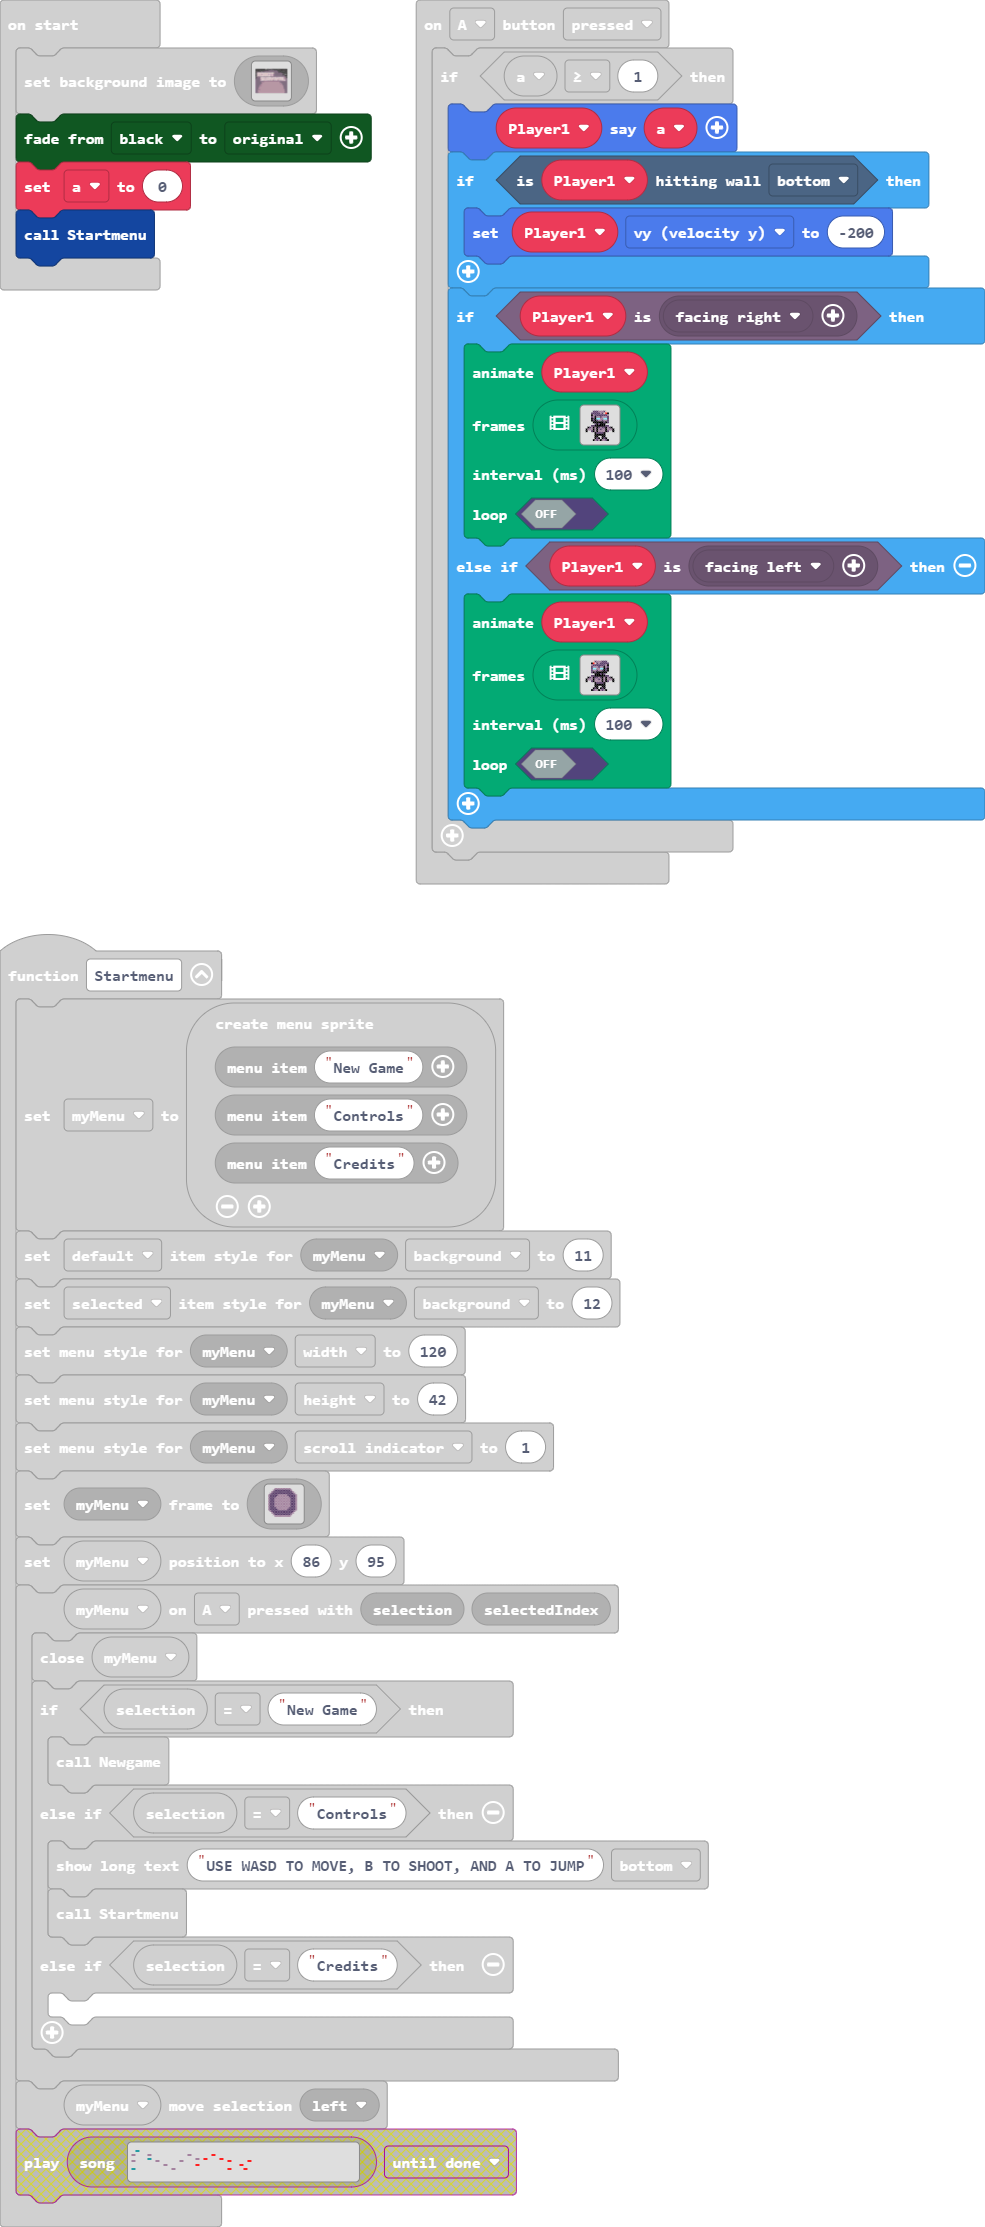 on start
set background image to
fade from black to original
set a to 0
call Startmenu
on A button pressed
if a ≥ 1 then
Player1 say a
if is Player1 hitting wall bottom then
set Player1 vy (velocity y) to -200
if Player1 is facing right then
animate Player1
frames
interval (ms) 100
loop OFF
else if Player1 is facing left then
animate Player1
frames
interval (ms) 100
loop OFF
function Startmenu
create menu sprite
menu item "New Game"
menu item "Controls"
menu item "Credits"
set myMenu to
set default item style for myMenu background to 11
set selected item style for myMenu background to 12
set menu style for myMenu width to 120
set menu style for myMenu height to 42
set menu style for myMenu scroll indicator to 1
set myMenu frame to
set myMenu position to x 86 y 95
myMenu on A pressed with selection selectedIndex
close myMenu
if selection = "New Game" then
call Newgame
else if selection = "Controls" then
show long text "USE WASD TO MOVE, B TO SHOOT, AND A TO JUMP" bottom
call Startmenu
else if selection = "Credits" then
myMenu move selection left
play song until done